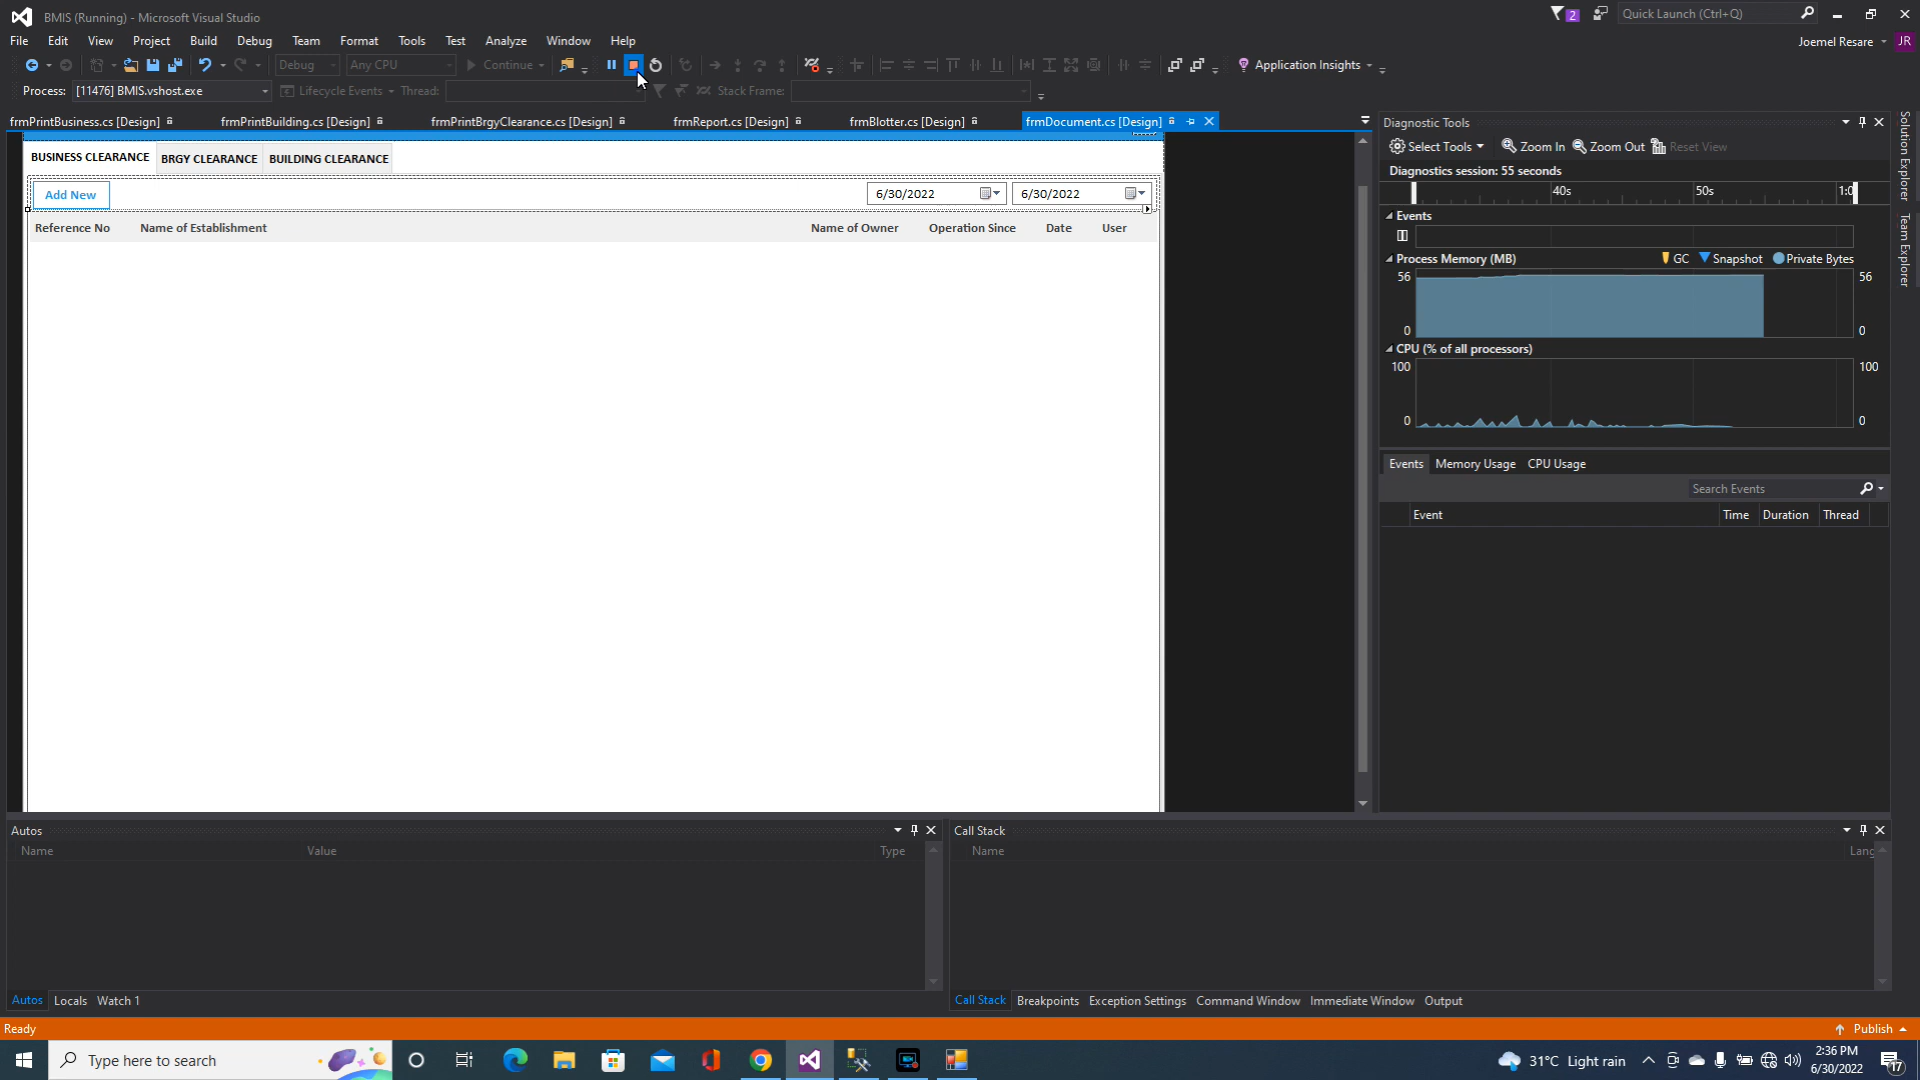 BMIS (Running) - Microsoft Visual Studio
2
Quick Launch (Ctrl+Q)
File Edit View Project Build Debug Team Format Tools Test Analyze Window Help
Joemel Resare JR
Debug Any CPU Continue Application Insights
Process: [11476] BMIS.vshost.exe Lifecycle Events Thread: Stack Frame:
frmPrintBusiness.cs [Design] frmPrintBuilding.cs [Design] frmPrintBrgyClearance.cs [Design] frmReport.cs [Design] frmBlotter.cs [Design] frmDocument.cs [Design]
BUSINESS CLEARANCE BRGY CLEARANCE BUILDING CLEARANCE
Add New 6/30/2022 6/30/2022
Reference No Name of Establishment Name of Owner Operation Since Date User
Diagnostic Tools
Select Tools Zoom In Zoom Out Reset View
Diagnostics session: 55 seconds
40s 50s 1:0
Events
Process Memory (MB) GC Snapshot Private Bytes
56 56
0 0
CPU (% of all processors)
100 100
0 0
Events Memory Usage CPU Usage
Search Events
Event Time Duration Thread
Solution Explorer
Team Explorer
Autos
Name Value Type
Autos Locals Watch 1
Call Stack
Name Lang
Call Stack Breakpoints Exception Settings Command Window Immediate Window Output
Ready
Publish
Type here to search
31°C Light rain
2:36 PM
6/30/2022
17